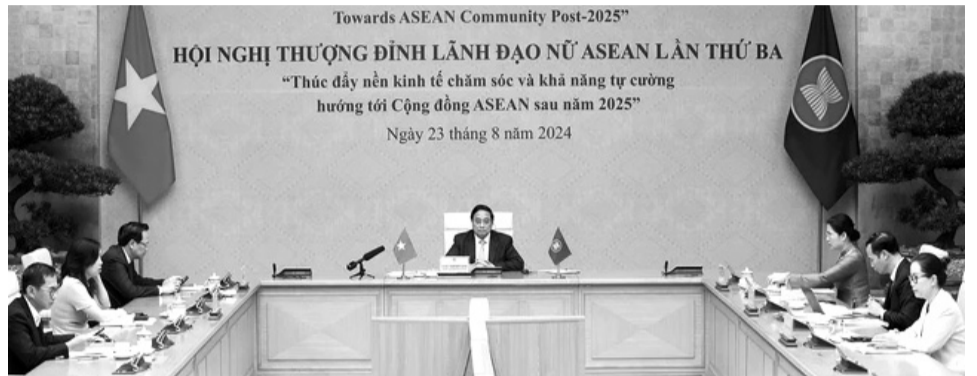 Towards ASEAN Community Post-2025”
HỘI NGHỊ THƯỢNG ĐỈNH LÃNH ĐẠO NỮ ASEAN LẦN THỨ BA
“Thúc đẩy nền kinh tế chăm sóc và khả năng tự cường
hướng tới Cộng đồng ASEAN sau năm 2025”
Ngày 23 tháng 8 năm 2024